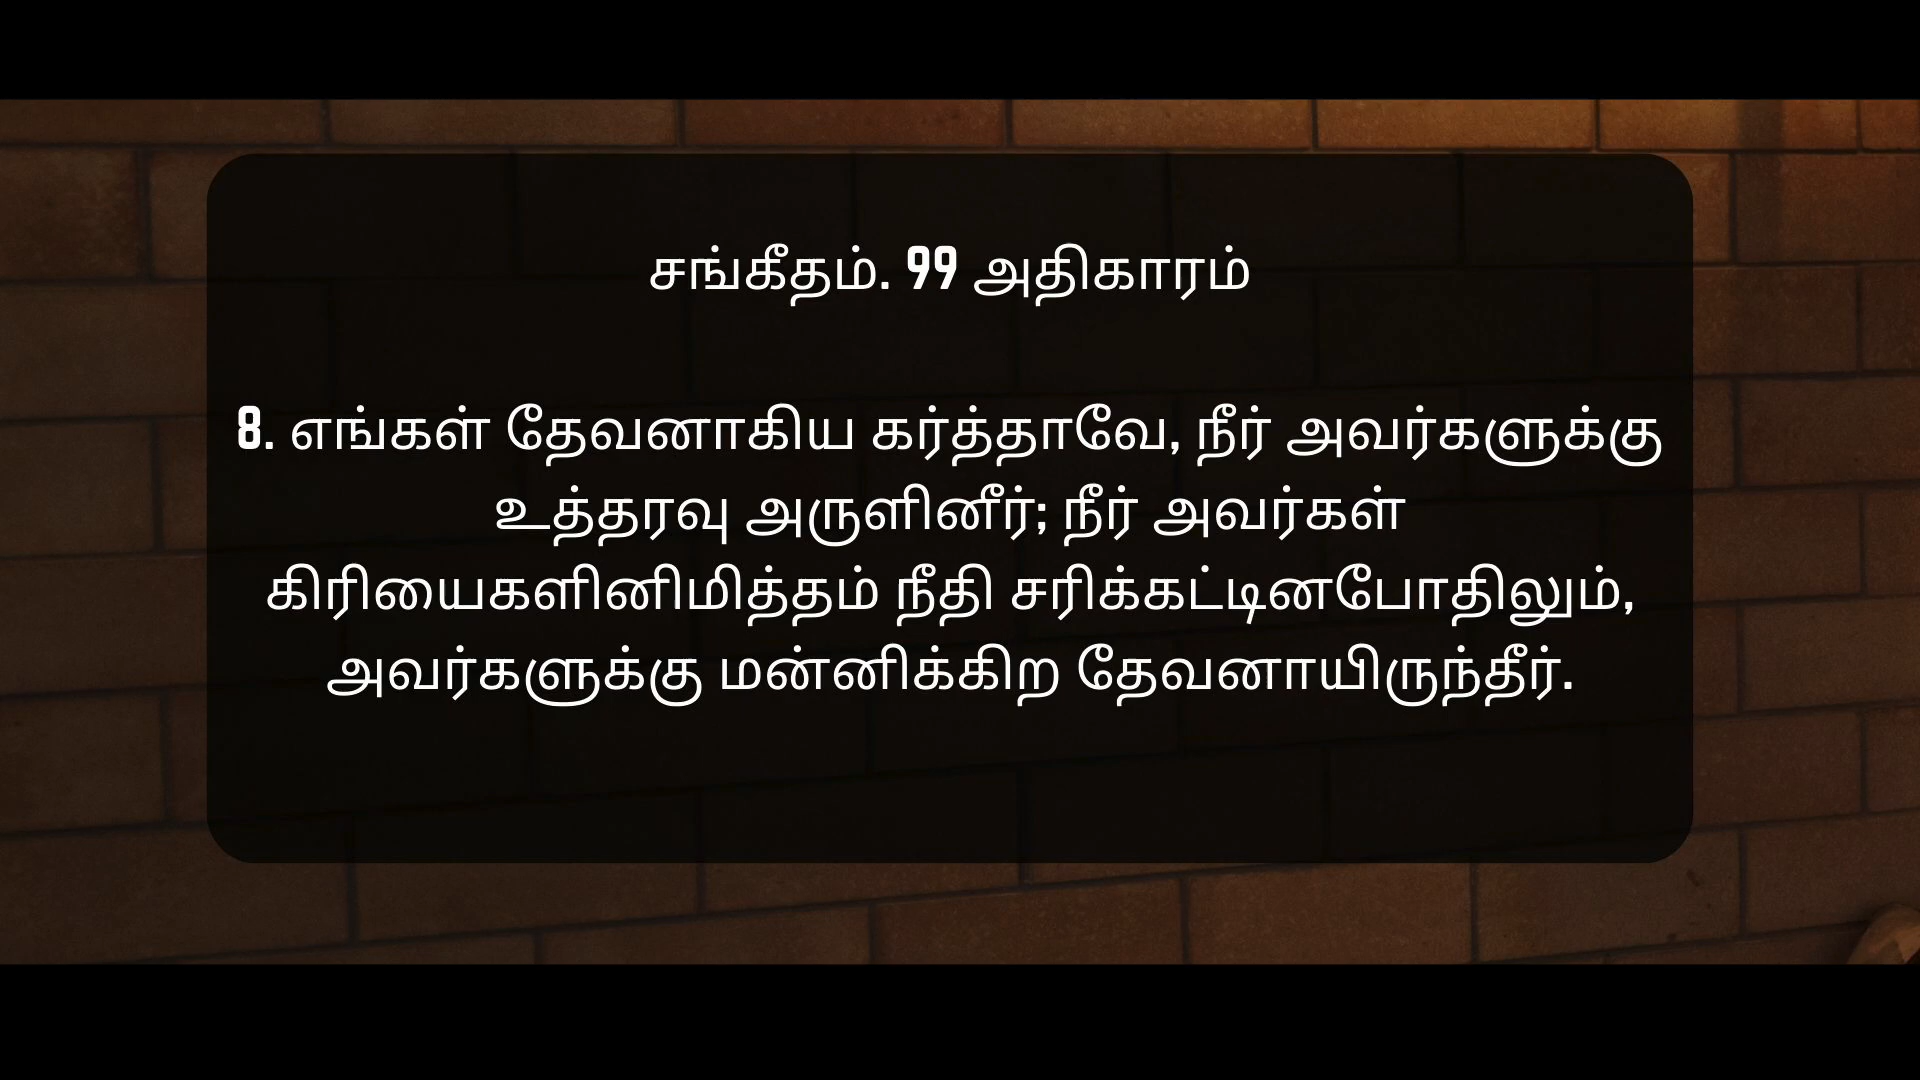 சங்கீதம். 99 அதிகாரம்
8. எங்கள் தேவனாகிய கர்த்தாவே, நீர் அவர்களுக்கு
உத்தரவு அருளினீர்; நீர் அவர்கள்
கிரியைகளினிமித்தம் நீதி சரிக்கட்டினபோதிலும்,
அவர்களுக்கு மன்னிக்கிற தேவனாயிருந்தீர்.